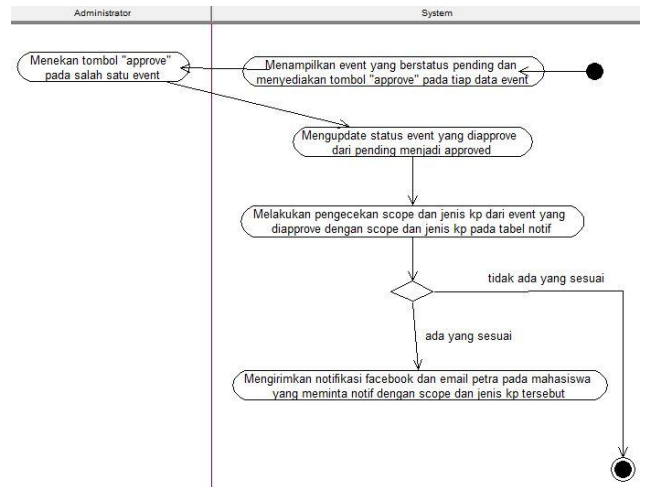 Administrator
System
Menekan tombol "approve"
pada salah satu event
Menampilkan event yang berstatus pending dan
menyediakan tombol "approve" pada tiap data event
Mengupdate status event yang diapprove
dari pending menjadi approved
Melakukan pengecekan scope dan jenis kp dari event yang
diapprove dengan scope dan jenis kp pada tabel notif
tidak ada yang sesuai
ada yang sesuai
Mengirimkan notifikasi facebook dan email petra pada mahasiswa
yang meminta notif dengan scope dan jenis kp tersebut